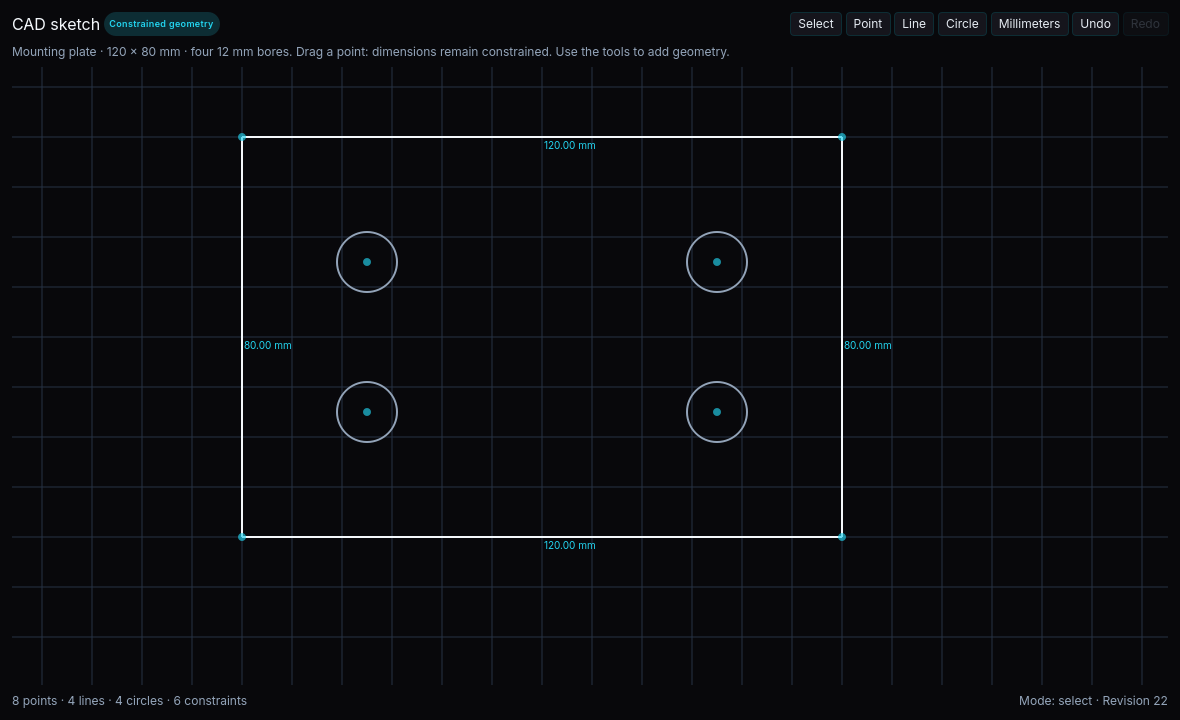 CAD sketch Constrained geometry Select Point Line Circle Millimeters Undo Redo
Mounting plate · 120 × 80 mm · four 12 mm bores. Drag a point: dimensions remain constrained. Use the tools to add geometry.
120.00 mm
80.00 mm 80.00 mm
120.00 mm
8 points · 4 lines · 4 circles · 6 constraints Mode: select · Revision 22